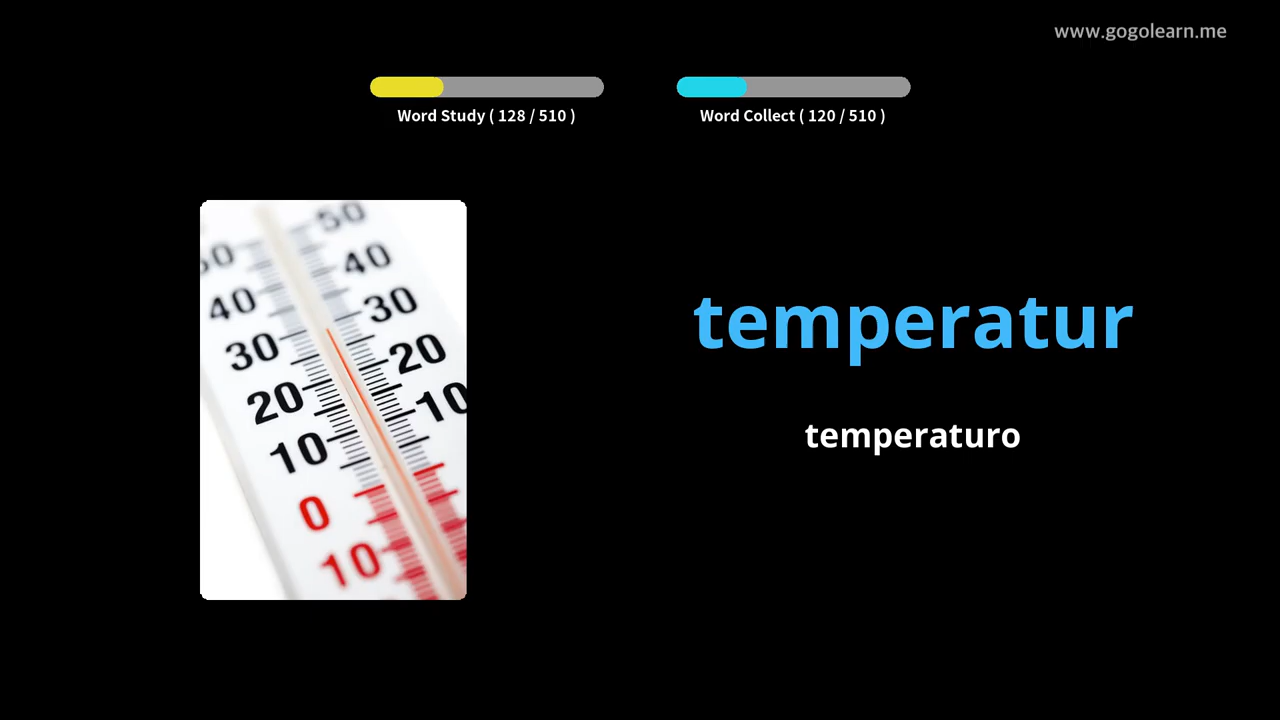 www.gogolearn.me
Word Study ( 128 / 510 )
Word Collect ( 120 / 510 )
50
40
40
30
30
20
20
10
10
0
10
temperatur
temperaturo